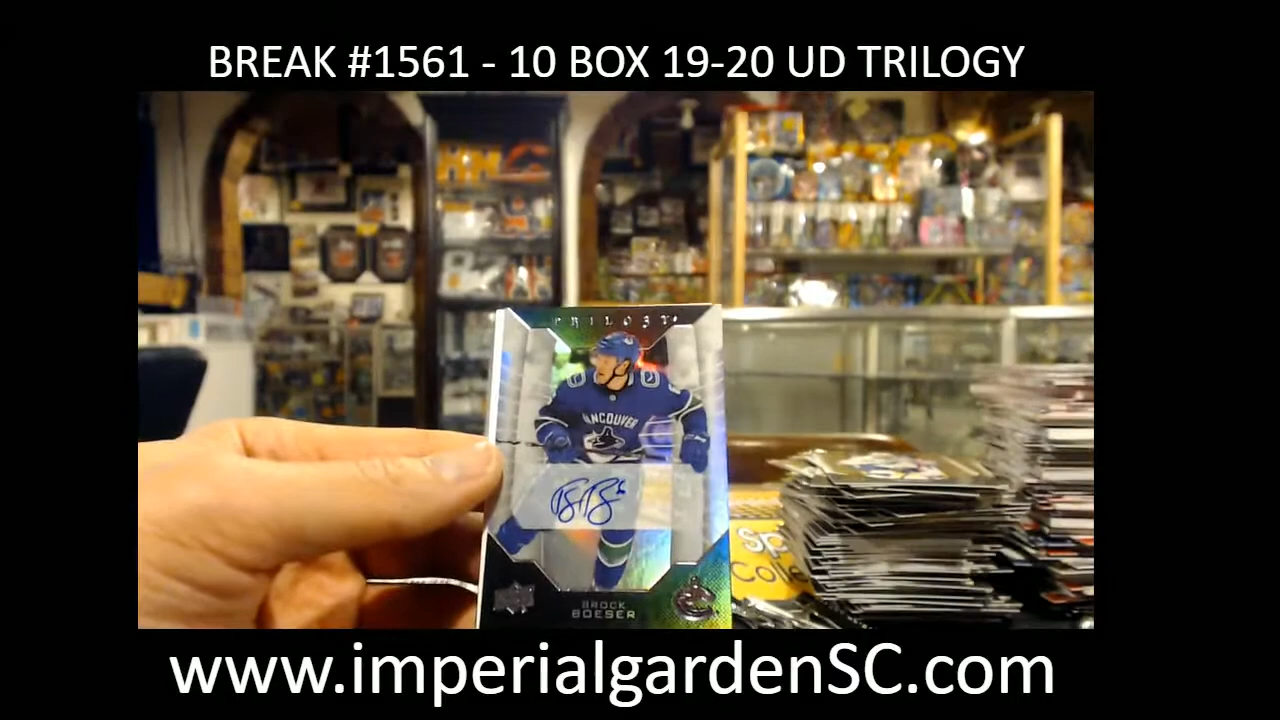 BREAK #1561 - 10 BOX 19-20 UD TRILOGY
TRILOGY
VANCOUVER
BROCK
BOESER
www.imperialgardenSC.com